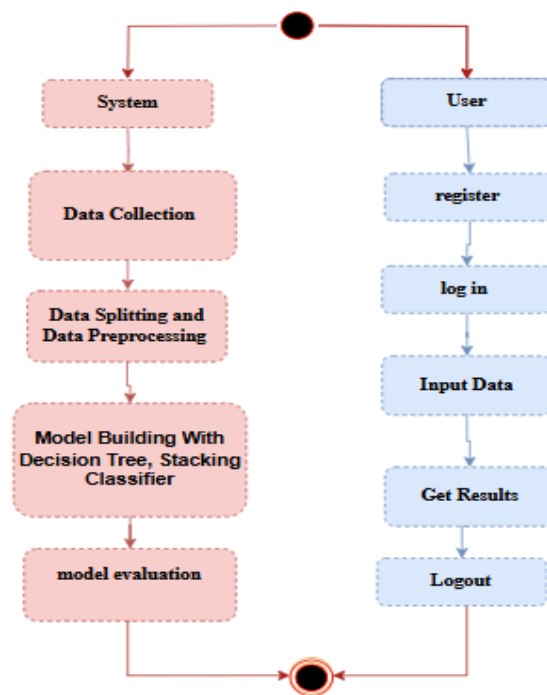 System
Data Collection
Data Splitting and
Data Preprocessing
Model Building With
Decision Tree, Stacking
Classifier
model evaluation
User
register
log in
Input Data
Get Results
Logout